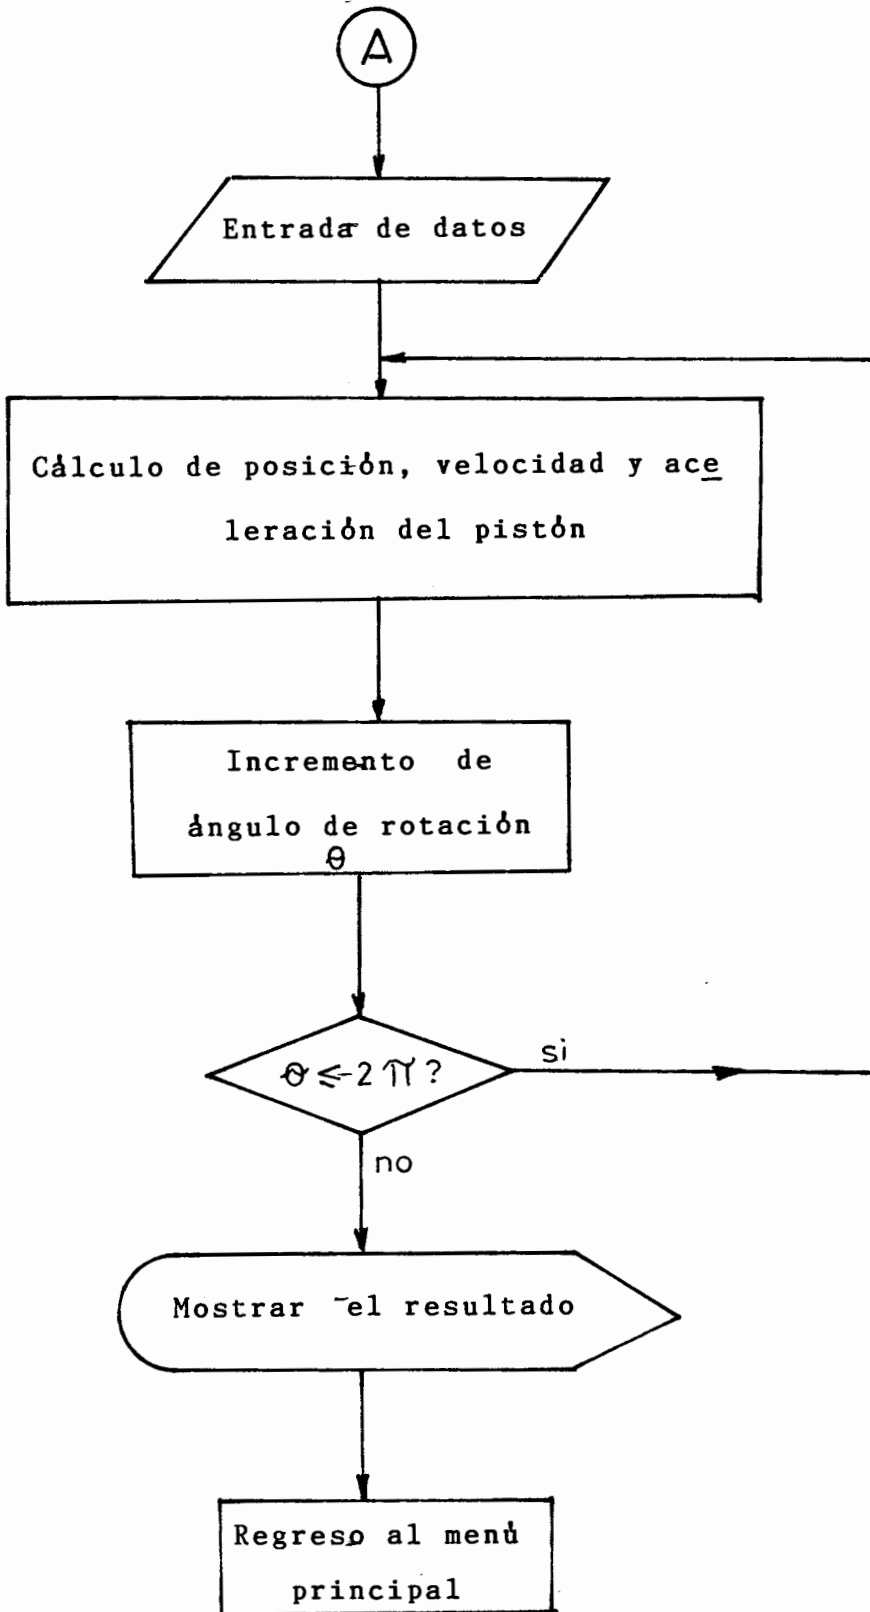 A
Entrada de datos
Cálculo de posición, velocidad y ace
leración del pistón
Incremento de
ángulo de rotación
θ
θ ≤ 2 π ?
si
no
Mostrar el resultado
Regreso al menú
principal